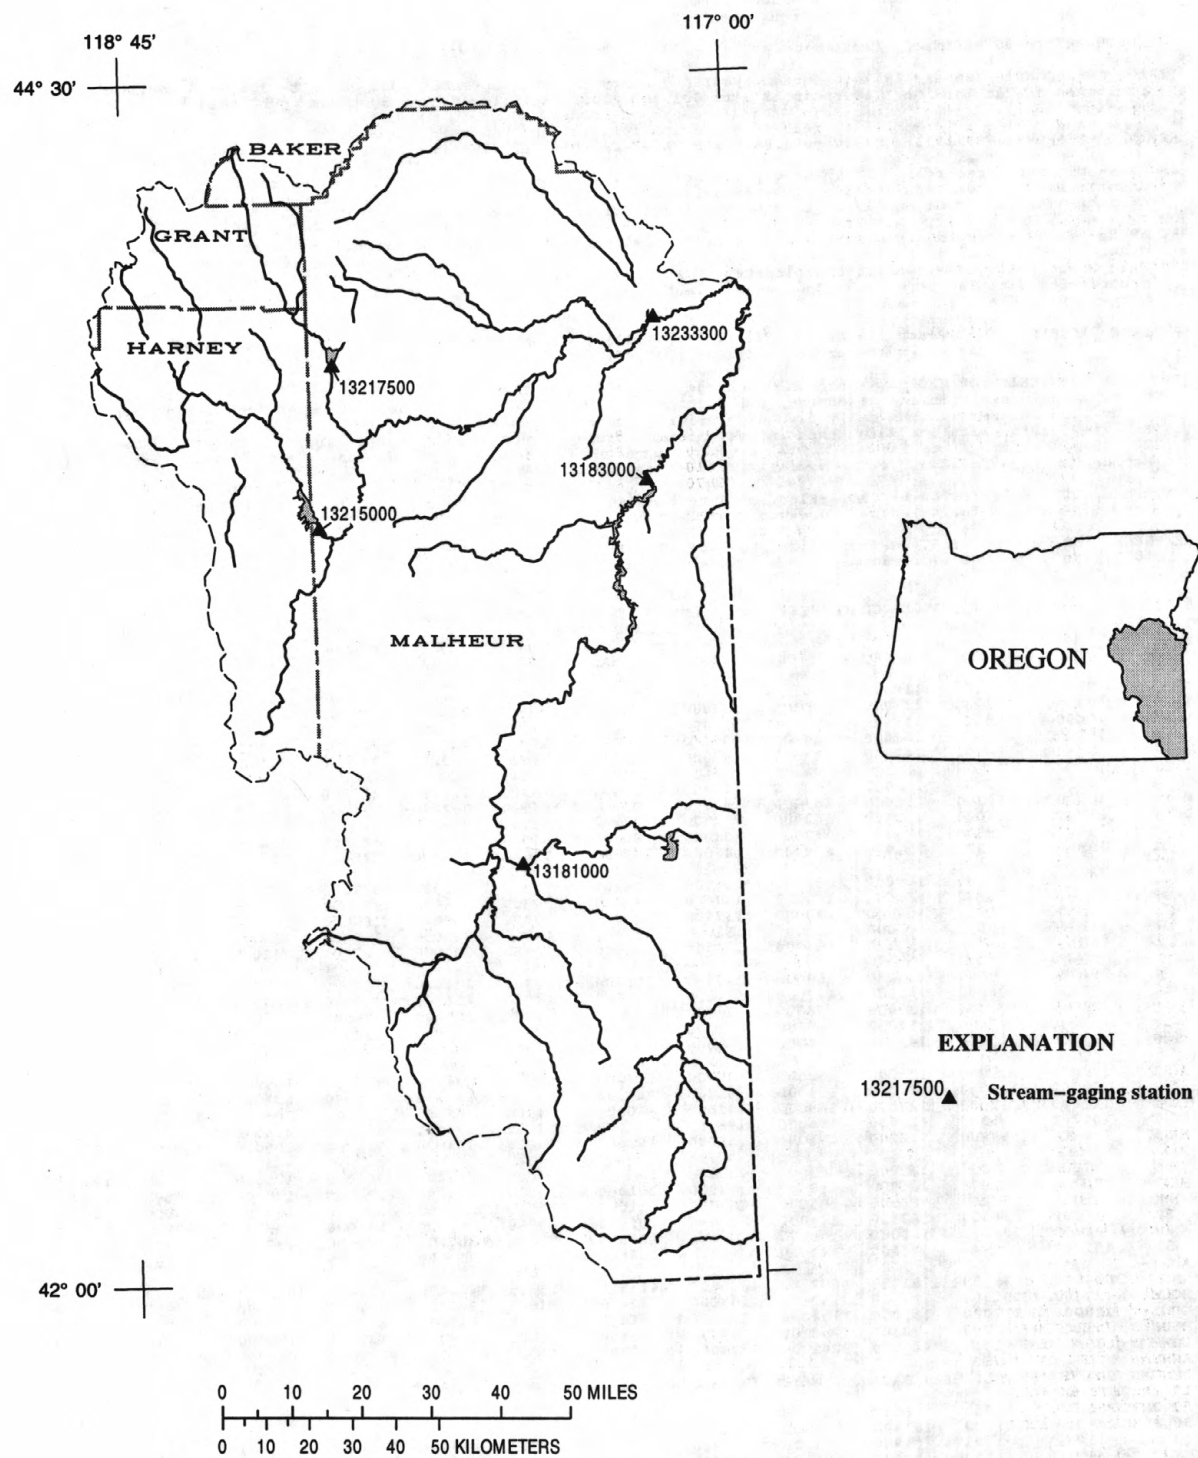 117° 00'
118° 45'
44° 30'
BAKER
GRANT
HARNEY
13233300
13217500
13183000
13215000
MALHEUR
OREGON
13181000
EXPLANATION
13217500 Stream-gaging station
42° 00'
0 10 20 30 40 50 MILES
0 10 20 30 40 50 KILOMETERS